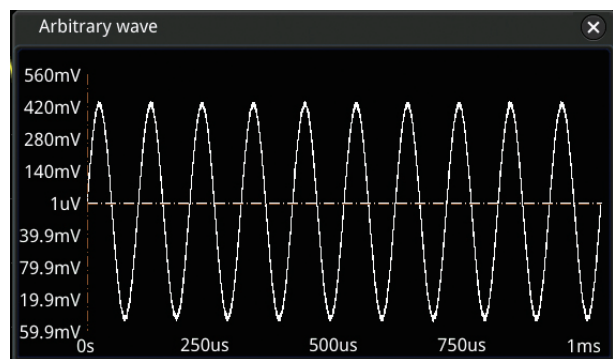 Arbitrary wave
560mV
420mV
280mV
140mV
1uV
39.9mV
79.9mV
19.9mV
59.9mV
0s 250us 500us 750us 1ms